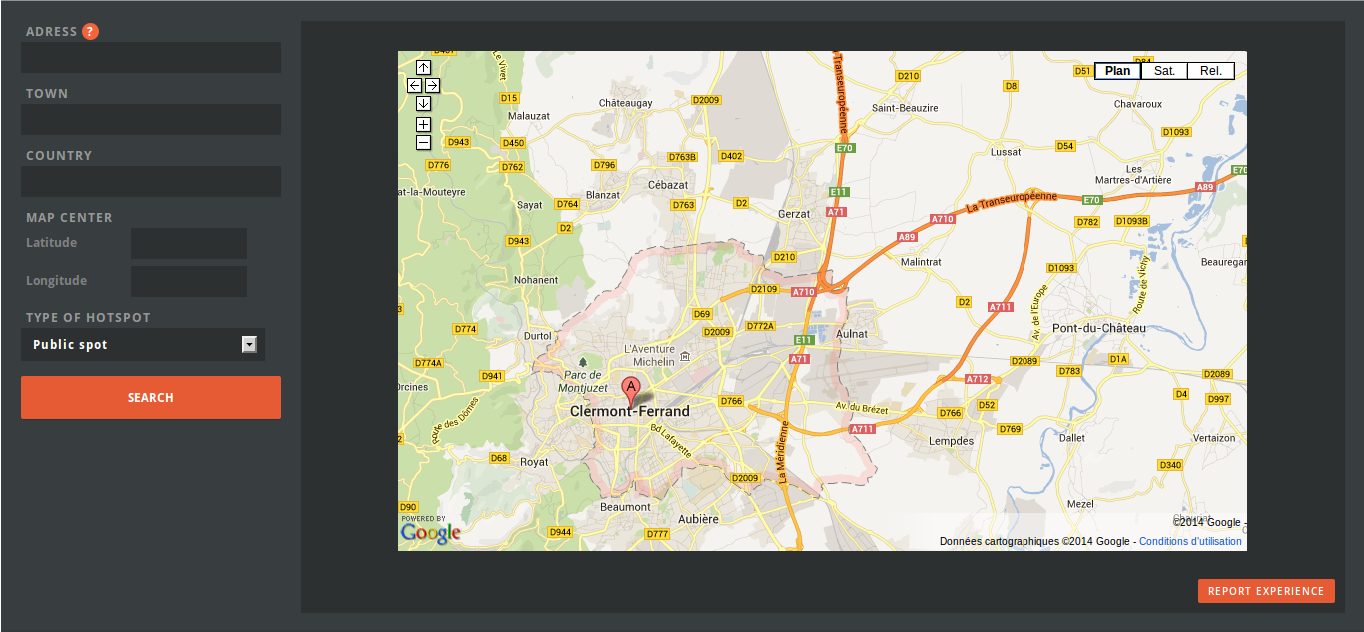 ADRESS ?
TOWN
COUNTRY
MAP CENTER
Latitude
Longitude
TYPE OF HOTSPOT
Public spot
SEARCH
Le Vivet
La Transeuropéenne
D51
Plan
Sat.
Rel.
D210
D8
D15
Châteaugay
D2009
Saint-Beauzire
Chavaroux
Malauzat
D1093
D943
D450
E70
D54
D776
D762
D796
D763B
D402
Lussat
Les
Martres-d'Artière
E70
at-la-Mouteyre
Blanzat
Cébazat
E11
A89
Sayat
D764
D763
D2
Gerzat
A71
La Transeuropéenne
E70
D2
A710
D782
D1093B
D943
A89
D210
Malintrat
D1093
Beauregar
Nohanent
D2109
A710
D2
A711
Av. de l'Europe
Route de Vichy
D69
D774
D2009
D772A
Pont-du-Château
Durtol
E11
Aulnat
L'Aventure
Michelin
D774A
A71
D2089
D1A
Parc de
Montjuzet
D941
A712
D783
D2089
Orcines
A
D4
D997
Route des Dômes
Clermont-Ferrand
D766
Av. du Brézet
D766
D52
Bd Lafayette
La Méridienne
A711
D769
Lempdes
Dallet
Vertaizon
D68
Royat
D2009
D340
D90
Beaumont
Mezel
POWERED BY
Google
Aubière
D944
D777
©2014 Google -
Données cartographiques ©2014 Google - Conditions d'utilisation
REPORT EXPERIENCE